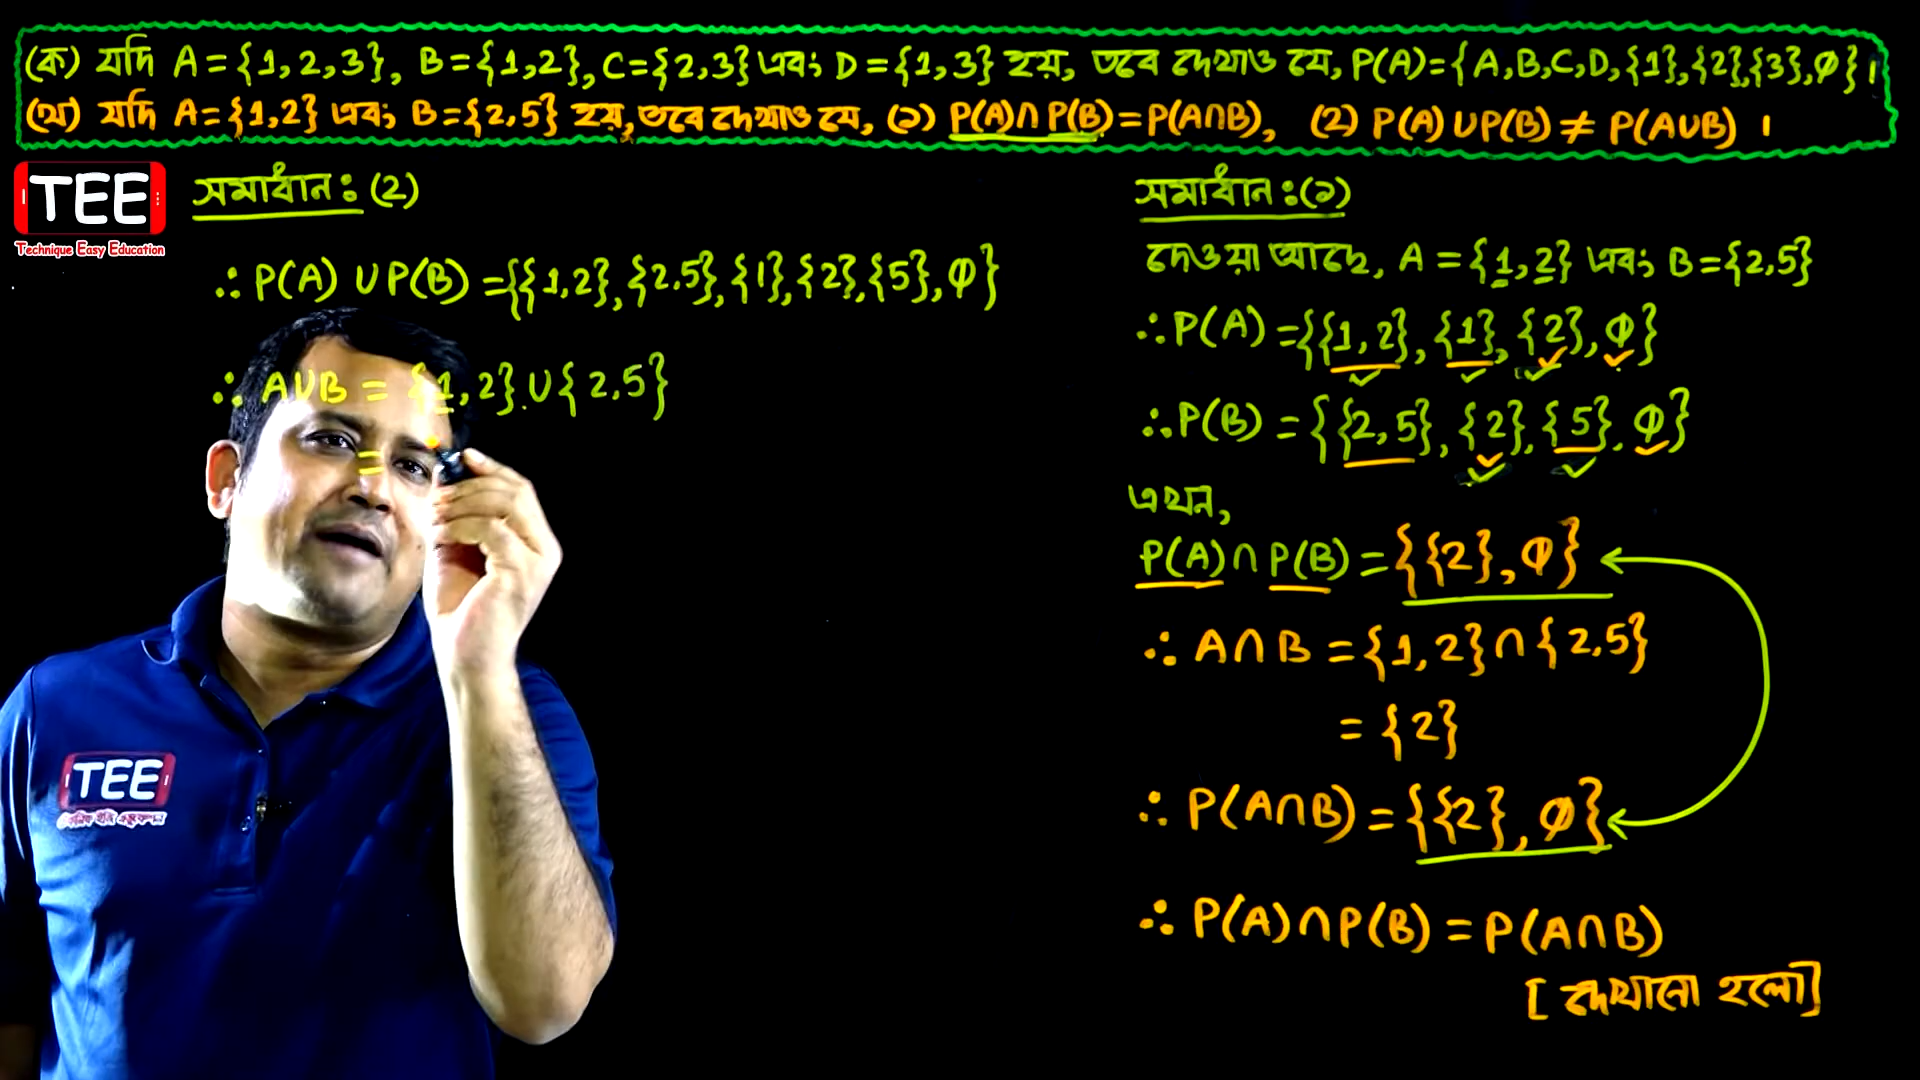 (ক) যদি A={1,2,3}, B={1,2}, C={2,3} এবং D={1,3} হয়, তবে দেখাও যে, P(A)={A,B,C,D,{1},{2},{3},Φ}।
(খ) যদি A={1,2} এবং B={2,5} হয়, তবে দেখাও যে, (১) P(A)∩P(B)=P(A∩B), (2) P(A)∪P(B)≠P(A∪B)।
TEE
Technique Easy Education
সমাধান: (2)
∴ P(A) ∪ P(B) ={{1,2},{2.5},{1},{2},{5},Φ}
∴ A∪B = {1,2}.∪{2.5}
=
TEE
সমাধান:(১)
দেওয়া আছে, A={1,2} এবং B={2,5}
∴P(A)={{1,2},{1},{2},Φ}
∴P(B)={{2,5},{2},{5}.Φ}
এখন,
P(A)∩P(B)={{2},Φ}
∴ A∩B={1,2}∩{2.5}
={2}
∴ P(A∩B)={{2},Φ}
∴ P(A)∩P(B)=P(A∩B)
[দেখানো হলো]